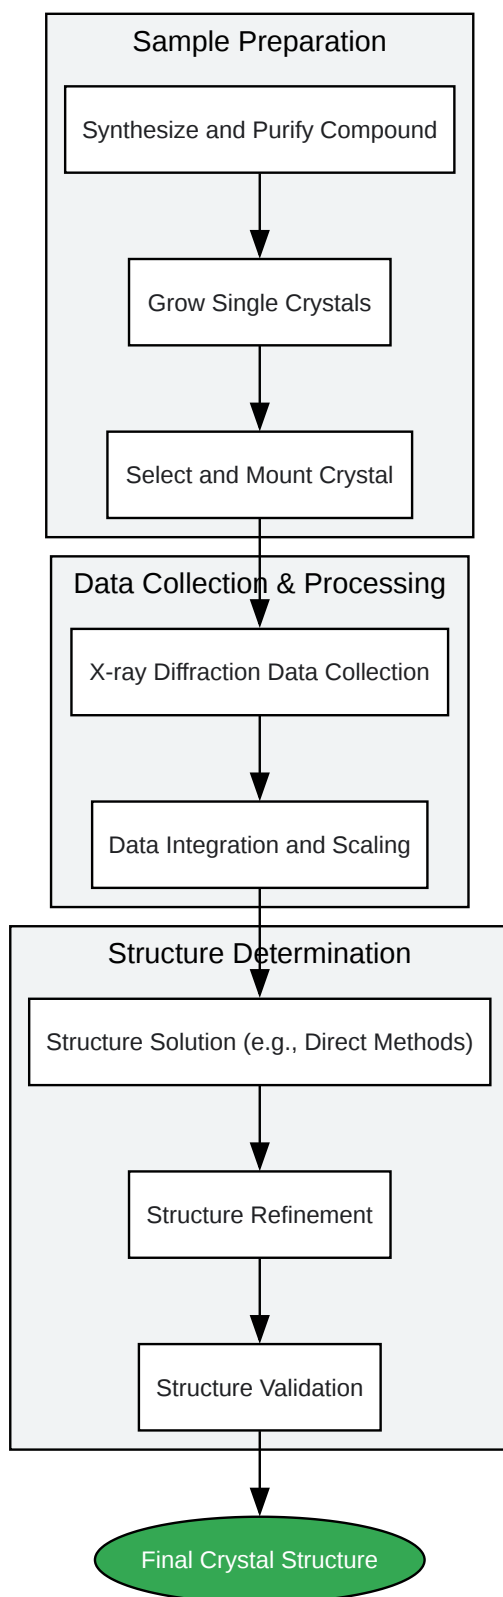 Sample Preparation
Synthesize and Purify Compound
Grow Single Crystals
Select and Mount Crystal
Data Collection & Processing
X-ray Diffraction Data Collection
Data Integration and Scaling
Structure Determination
Structure Solution (e.g., Direct Methods)
Structure Refinement
Structure Validation
Final Crystal Structure